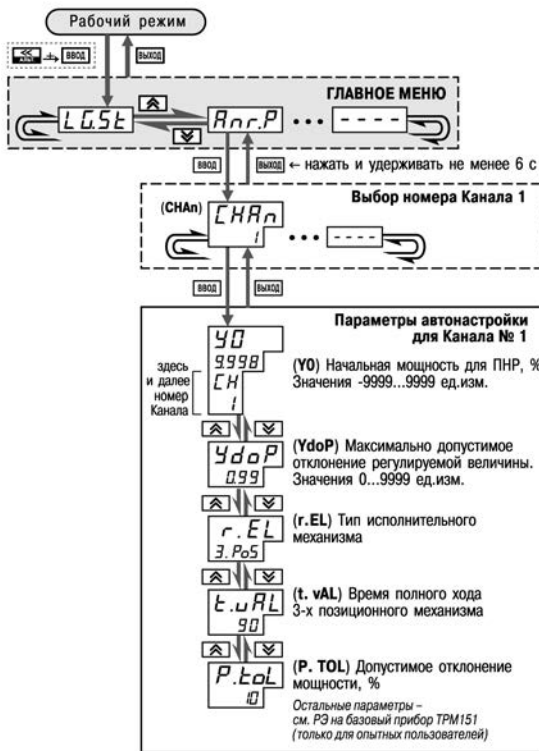 Рабочий режим
ВВОД
ВЫХОД
ГЛАВНОЕ МЕНЮ
LG.St
Anr.P
----
ВВОД
ВЫХОД
← нажать и удерживать не менее 6 с
Выбор номера Канала 1
(CHAn)
CHAn
1
----
ВВОД
ВЫХОД
Параметры автонастройки
для Канала № 1
Y0
9.998
CH
1
здесь
и далее
номер
Канала
(Y0) Начальная мощность для ПНР, %
Значения -9999...9999 ед.изм.
YdoP
0.99
(YdoP) Максимально допустимое
отклонение регулируемой величины.
Значения 0...9999 ед.изм.
r.EL
3.PoS
(r.EL) Тип исполнительного
механизма
t.vAL
90
(t. vAL) Время полного хода
3-х позиционного механизма
P.toL
10
(P. TOL) Допустимое отклонение
мощности, %
Остальные параметры –
см. РЭ на базовый прибор ТРМ151
(только для опытных пользователей)